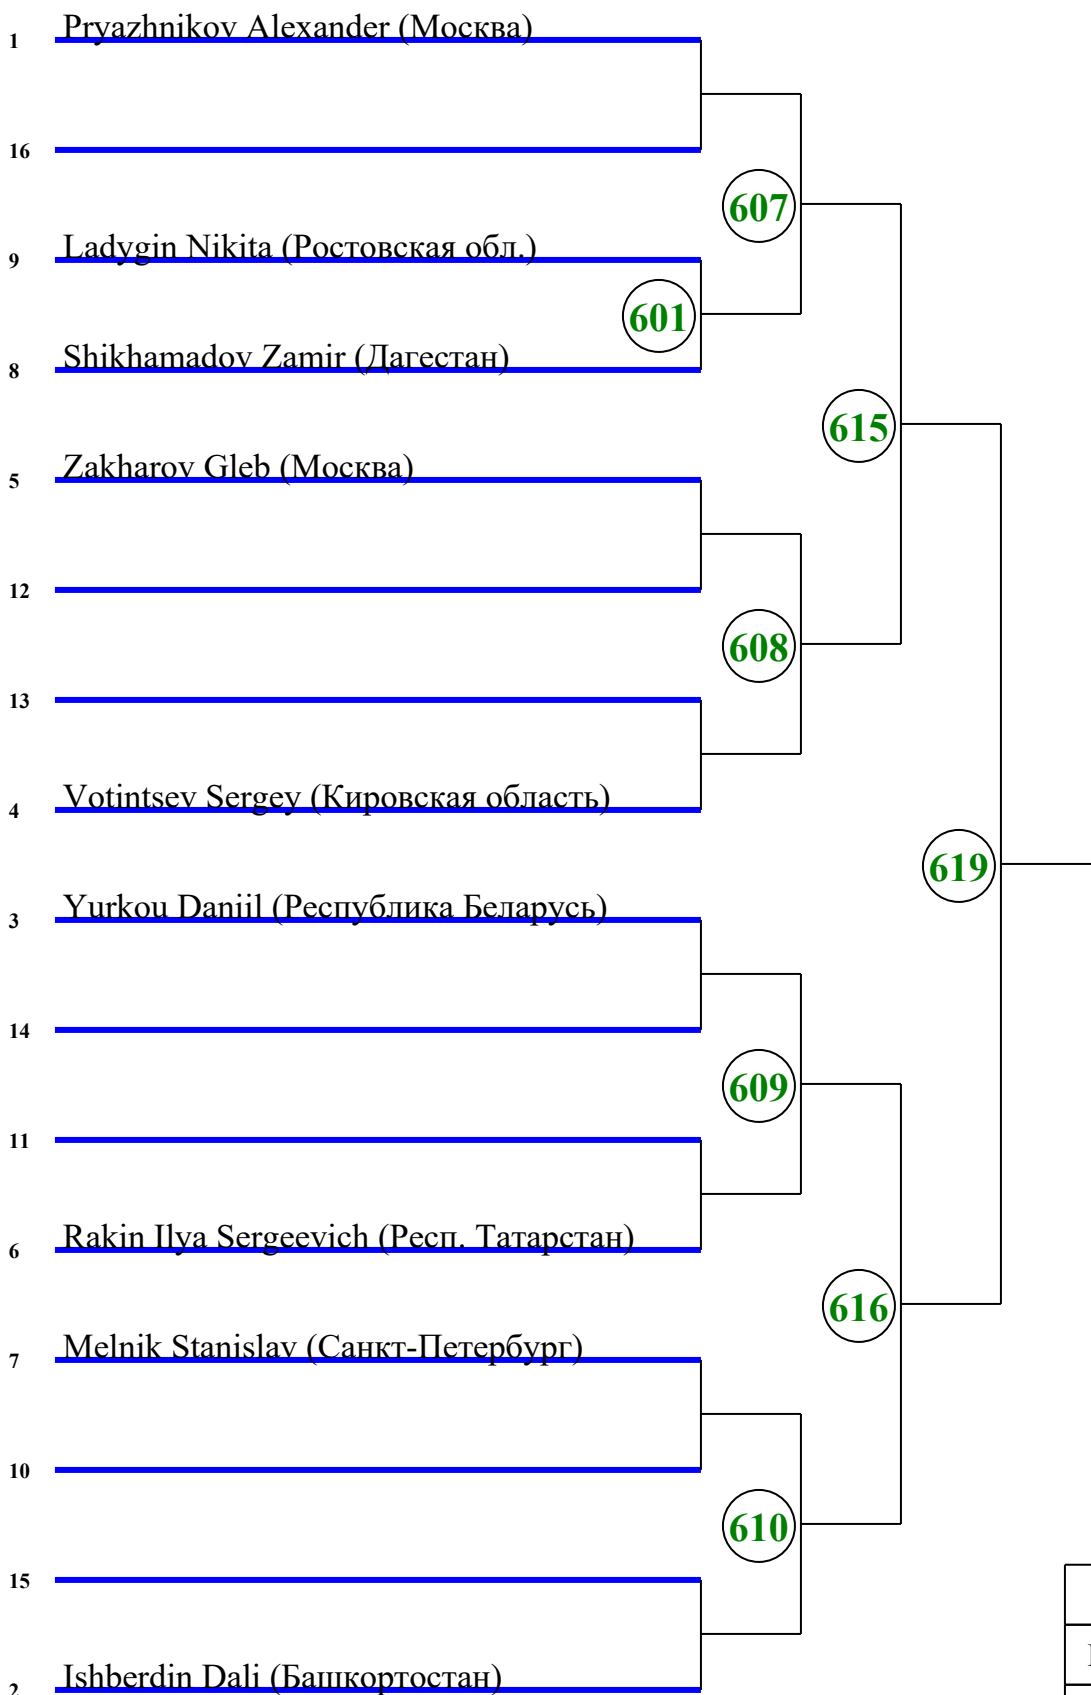 1 Pryazhnikov Alexander (Москва)
16
607
9 Ladygin Nikita (Ростовская обл.)
601
8 Shikhamadov Zamir (Дагестан)
615
5 Zakharov Gleb (Москва)
12
608
13
4 Votintsev Sergey (Кировская область)
619
3 Yurkou Daniil (Республика Беларусь)
14
609
11
6 Rakin Ilya Sergeevich (Респ. Татарстан)
616
7 Melnik Stanislav (Санкт-Петербург)
10
610
15
2 Ishberdin Dali (Башкортостан)